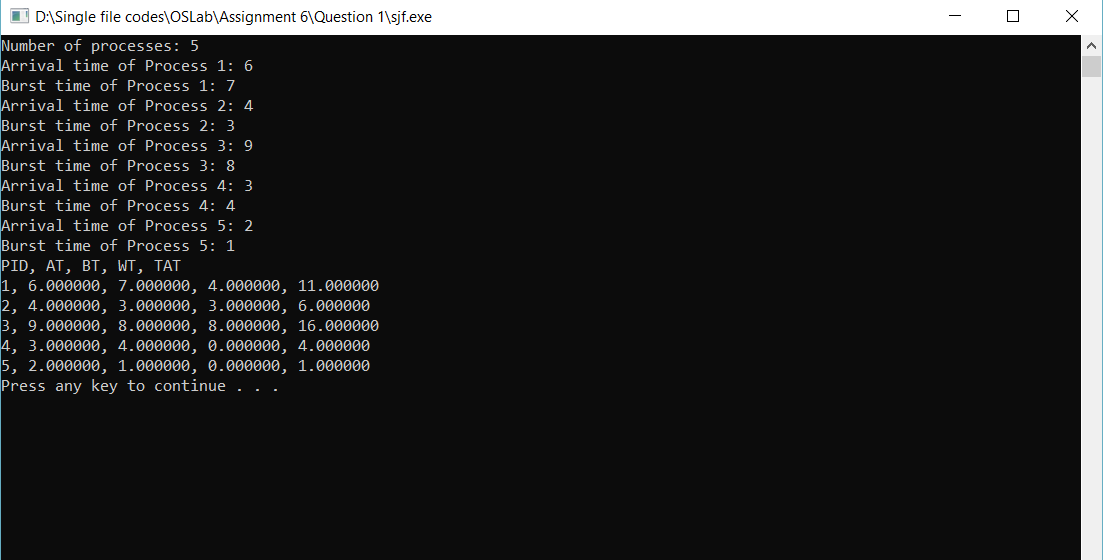 D:\Single file codes\OSLab\Assignment 6\Question 1\sjf.exe
Number of processes: 5
Arrival time of Process 1: 6
Burst time of Process 1: 7
Arrival time of Process 2: 4
Burst time of Process 2: 3
Arrival time of Process 3: 9
Burst time of Process 3: 8
Arrival time of Process 4: 3
Burst time of Process 4: 4
Arrival time of Process 5: 2
Burst time of Process 5: 1
PID, AT, BT, WT, TAT
1, 6.000000, 7.000000, 4.000000, 11.000000
2, 4.000000, 3.000000, 3.000000, 6.000000
3, 9.000000, 8.000000, 8.000000, 16.000000
4, 3.000000, 4.000000, 0.000000, 4.000000
5, 2.000000, 1.000000, 0.000000, 1.000000
Press any key to continue . . .